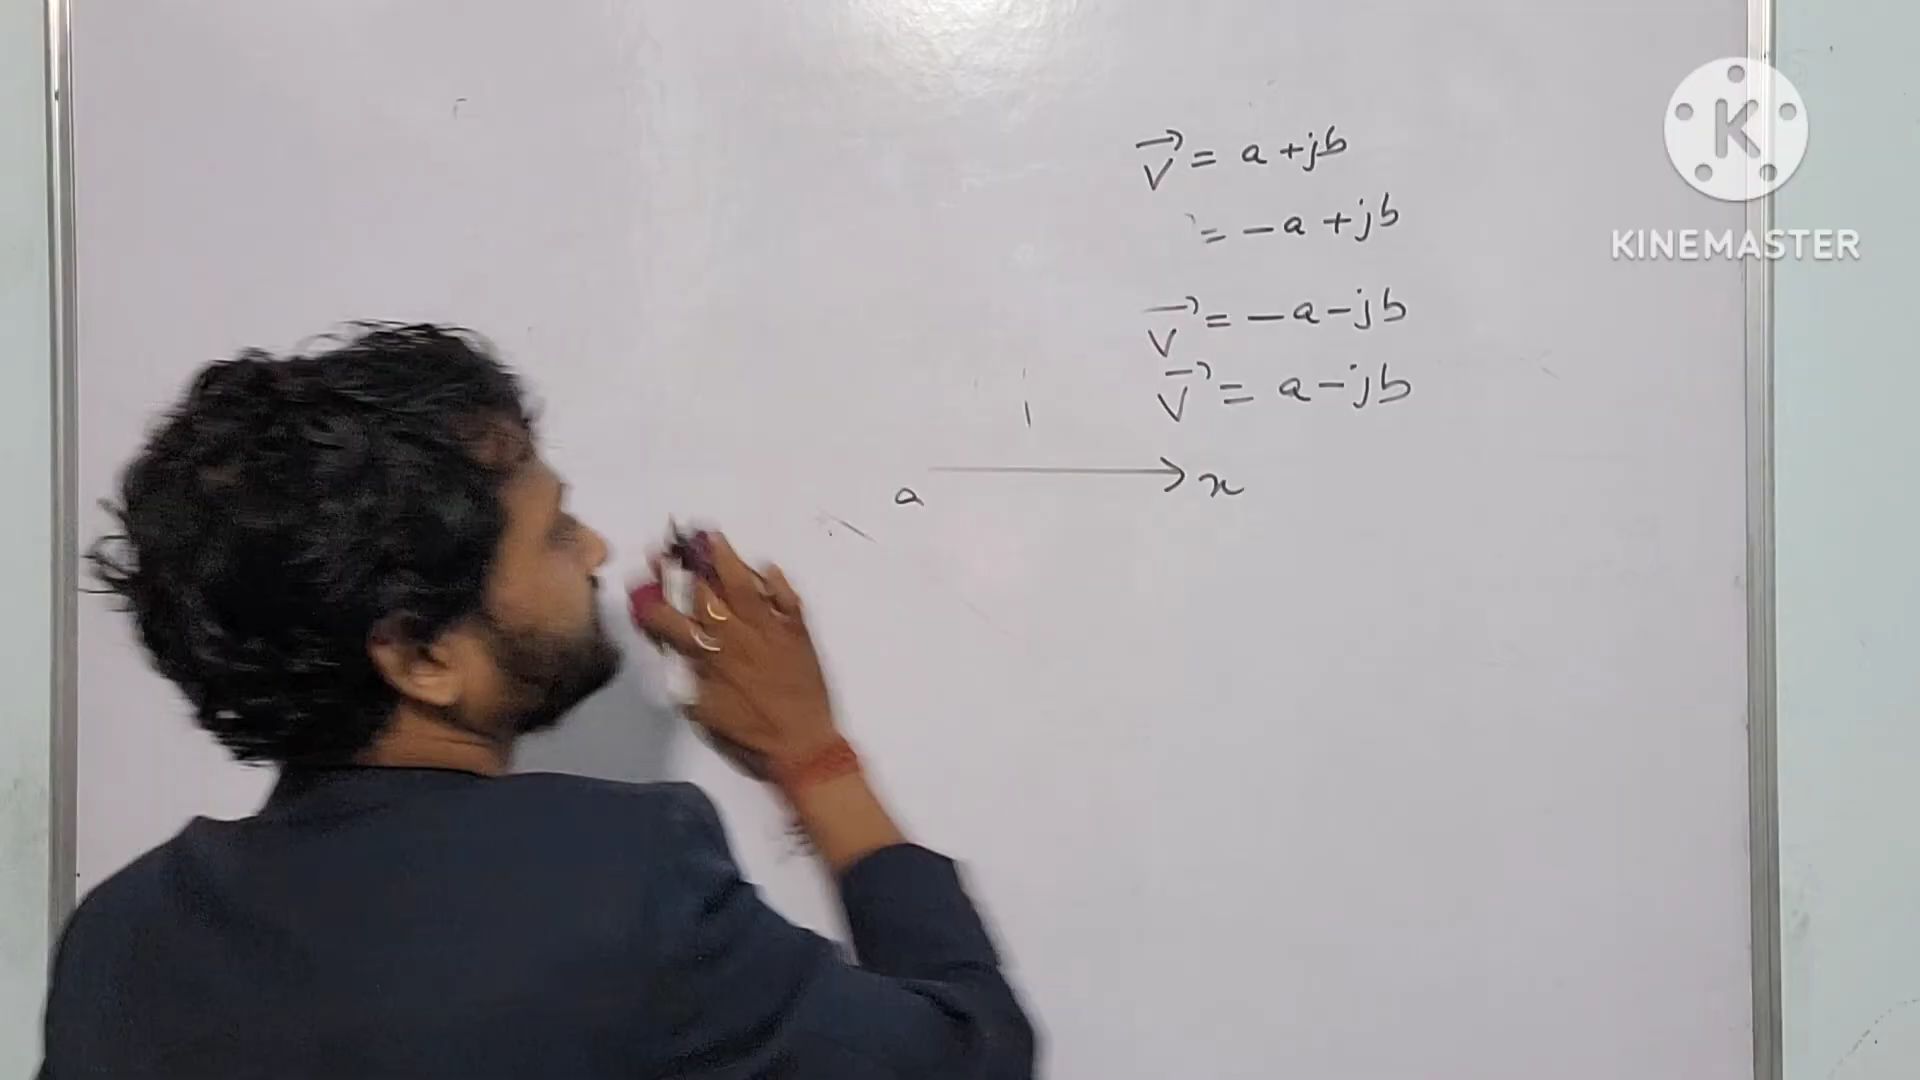 V⃗ = a + jb
= - a + jb
V⃗ = - a - jb
V⃗ = a - jb
a
x
K
KINEMASTER